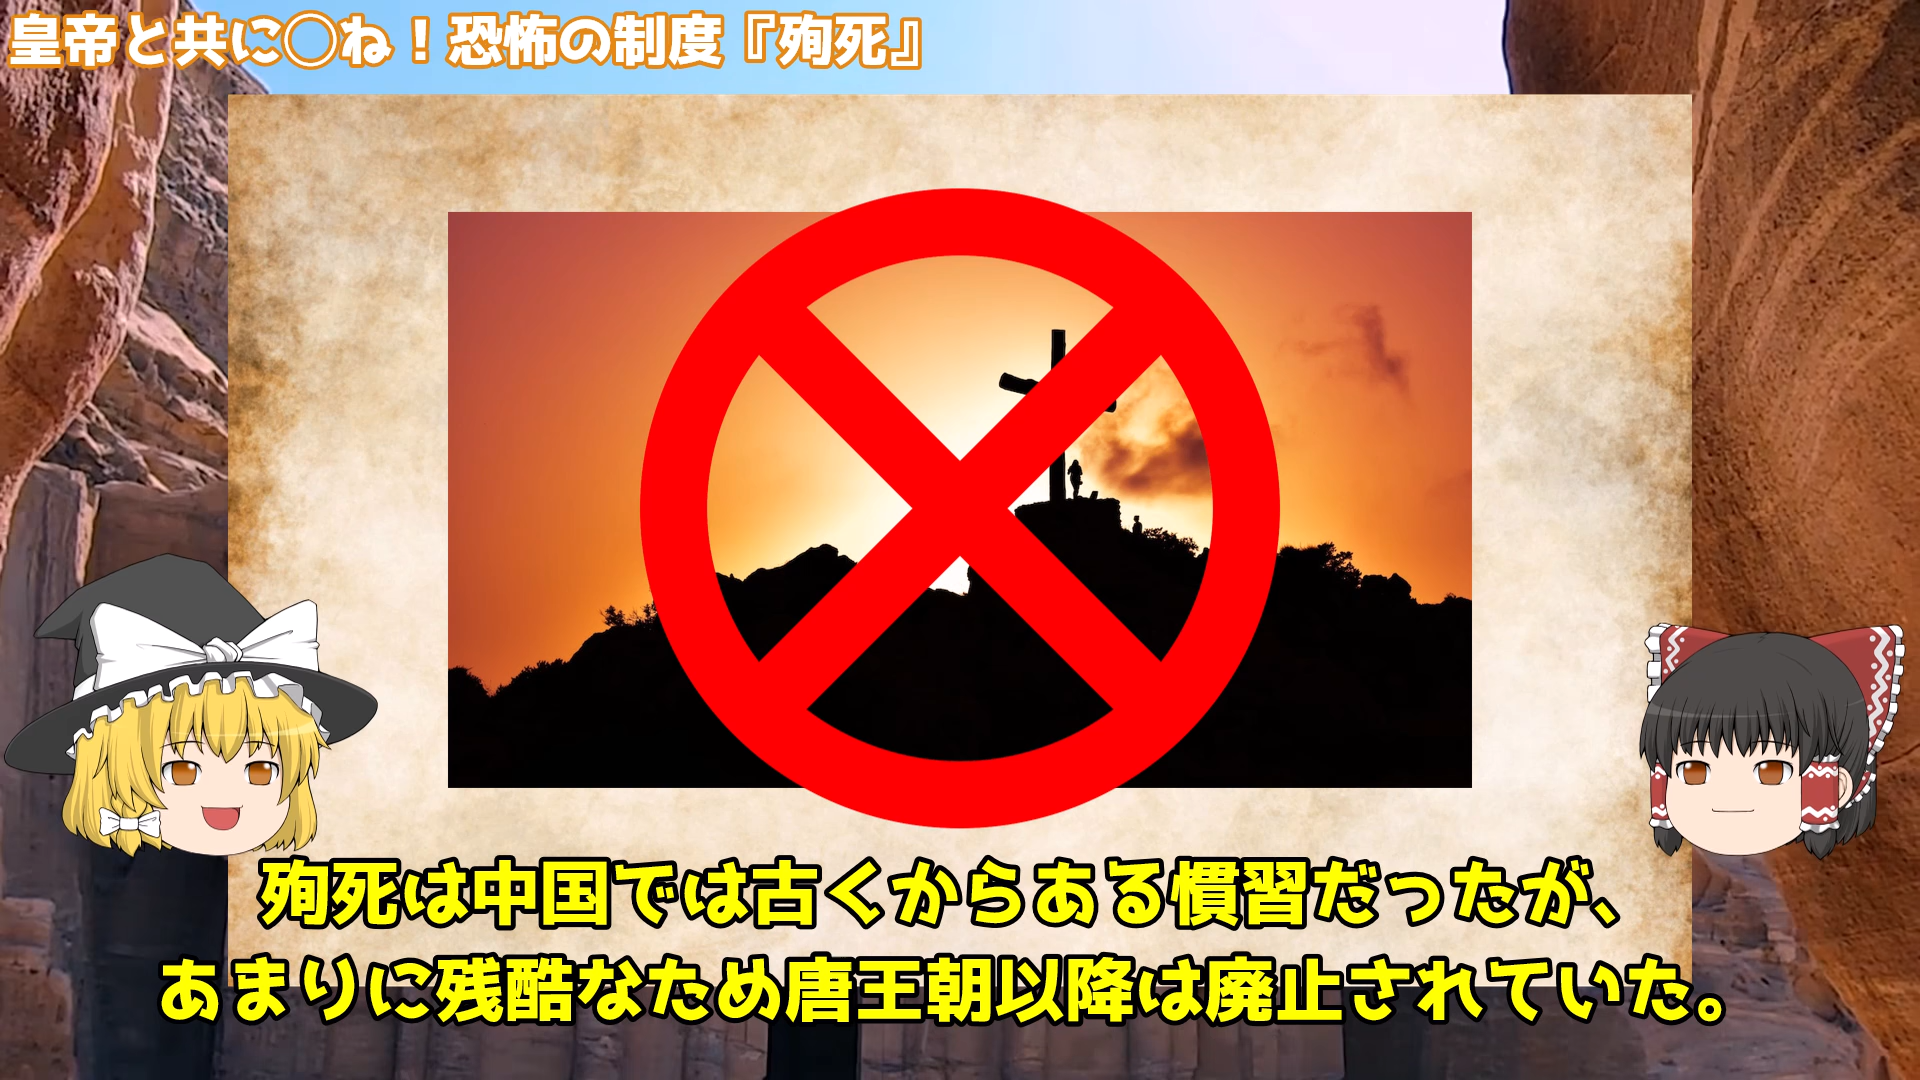 皇帝と共に〇ね！恐怖の制度『殉死』
殉死は中国では古くからある慣習だったが、
あまりに残酷なため唐王朝以降は廃止されていた。